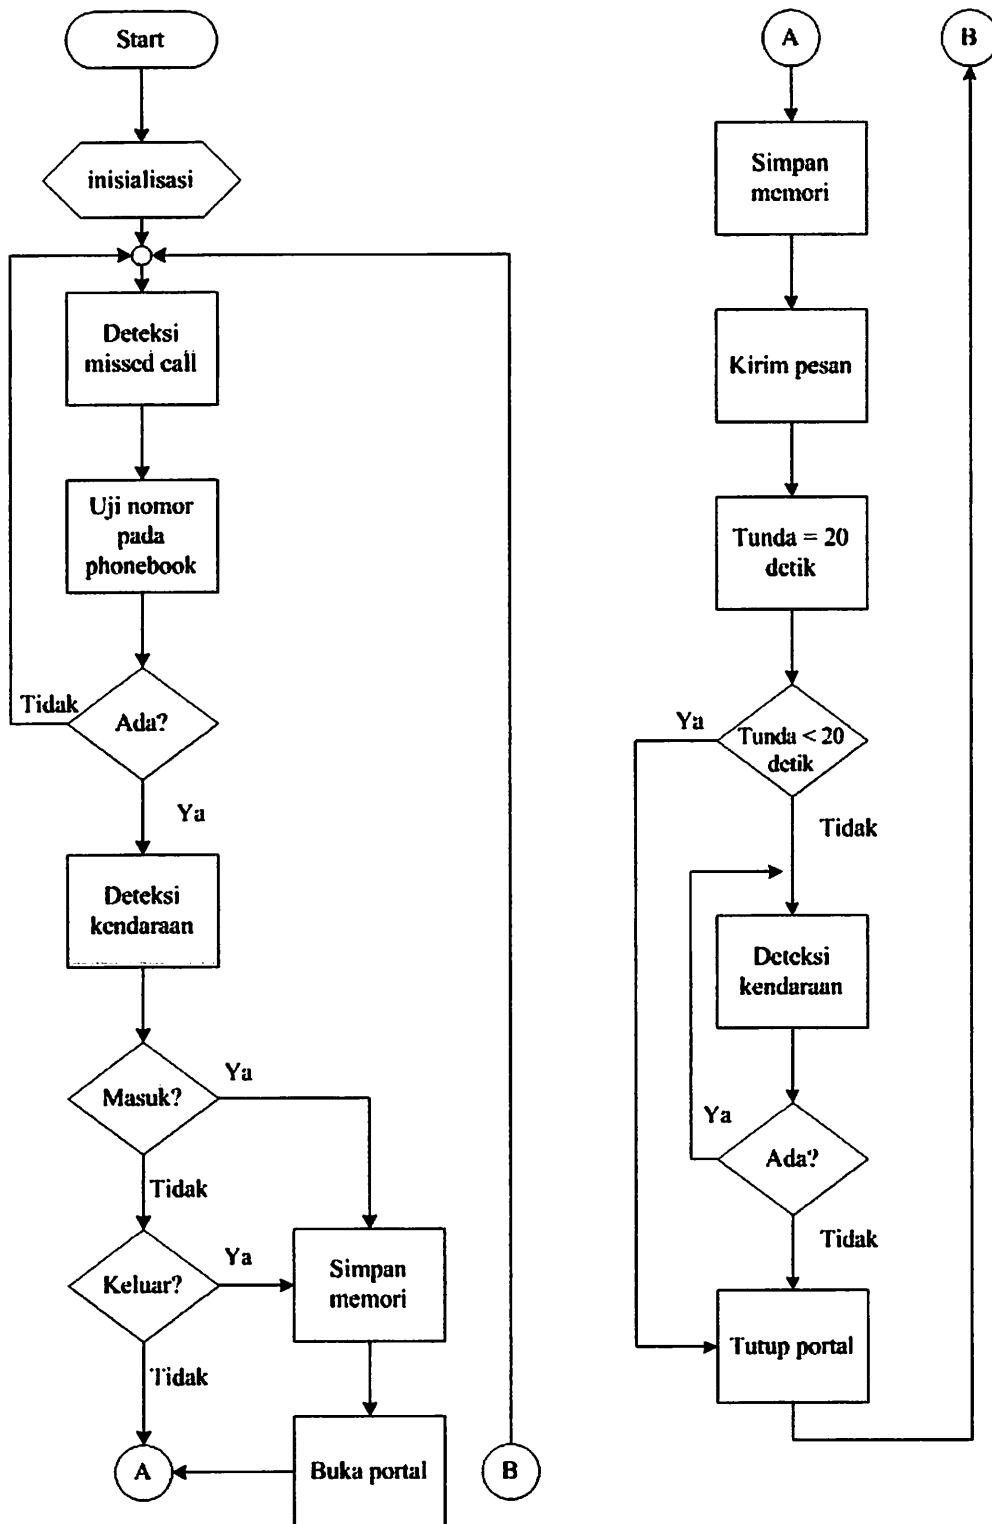 Start
inisialisasi
Deteksi
missed call
Uji nomor
pada
phonebook
Tidak
Ada?
Ya
Deteksi
kendaraan
Masuk?
Ya
Tidak
Keluar?
Ya
Simpan
memori
Tidak
A
Buka portal
B
A
B
Simpan
memori
Kirim pesan
Tunda = 20
detik
Ya
Tunda < 20
detik
Tidak
Deteksi
kendaraan
Ya
Ada?
Tidak
Tutup portal